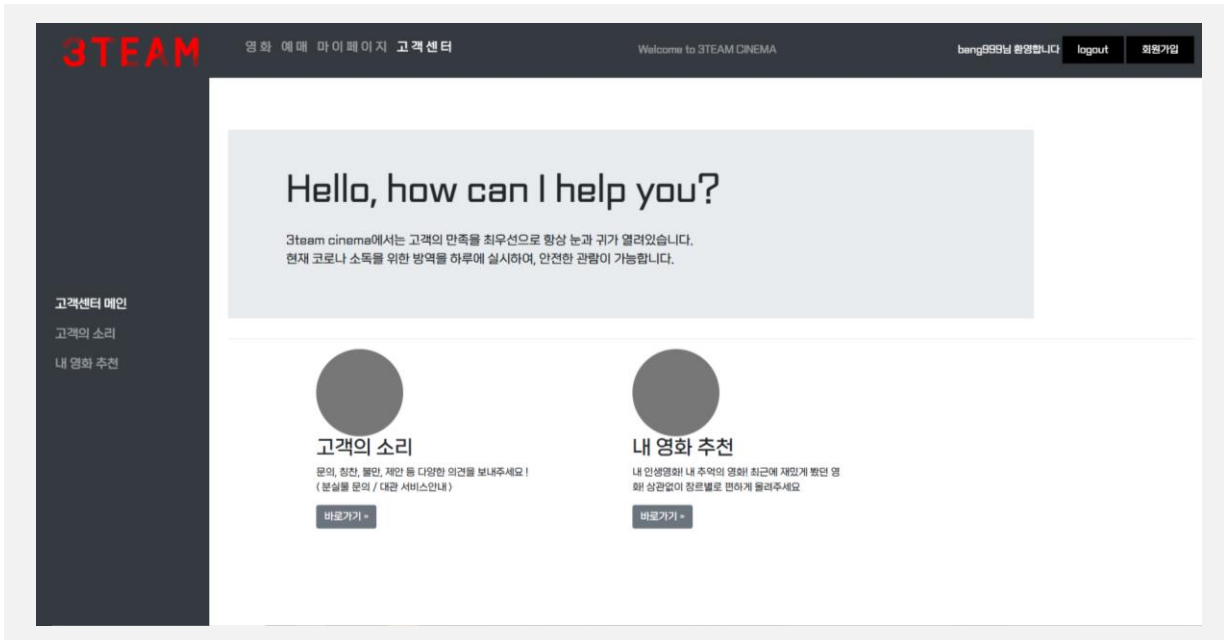 3TEAM
영화 예매 마이페이지 고객센터
Welcome to 3TEAM CINEMA
bang999님 환영합니다
logout
회원가입
고객센터 메인
고객의 소리
내 영화 추천
Hello, how can I help you?
3team cinema에서는 고객의 만족을 최우선으로 항상 눈과 귀가 열려있습니다.
현재 코로나 소독을 위한 방역을 하루에 실시하여, 안전한 관람이 가능합니다.
고객의 소리
문의, 칭찬, 불만, 제안 등 다양한 의견을 보내주세요 !
( 분실물 문의 / 대관 서비스안내 )
바로가기 »
내 영화 추천
내 인생영화! 내 추억의 영화! 최근에 재밌게 봤던 영
화! 상관없이 장르별로 편하게 올려주세요
바로가기 »